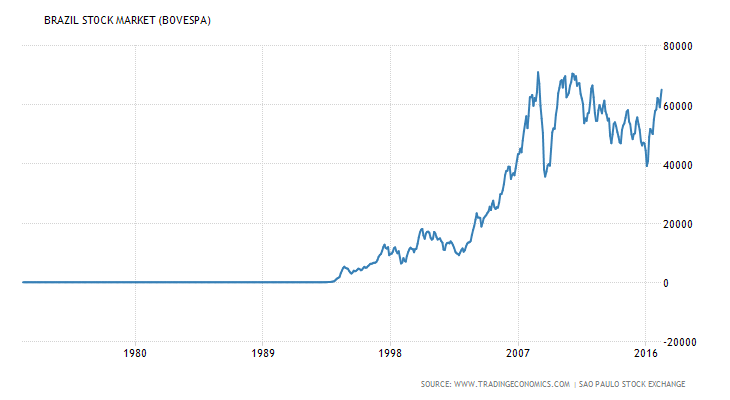 BRAZIL STOCK MARKET (BOVESPA)
80000
60000
40000
20000
0
-20000
1980 1989 1998 2007 2016
SOURCE: WWW.TRADINGECONOMICS.COM | SAO PAULO STOCK EXCHANGE